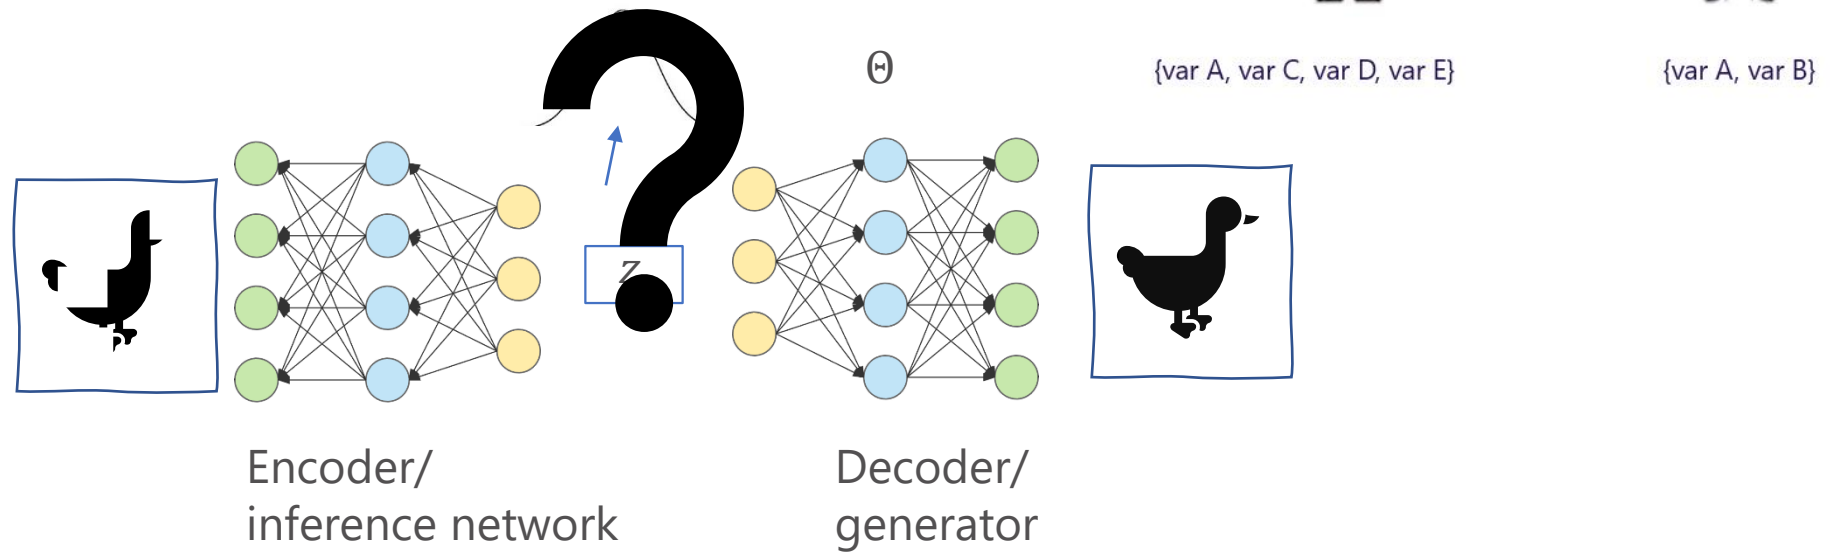 Θ
{var A, var C, var D, var E}
{var A, var B}
z
Encoder/
inference network
Decoder/
generator